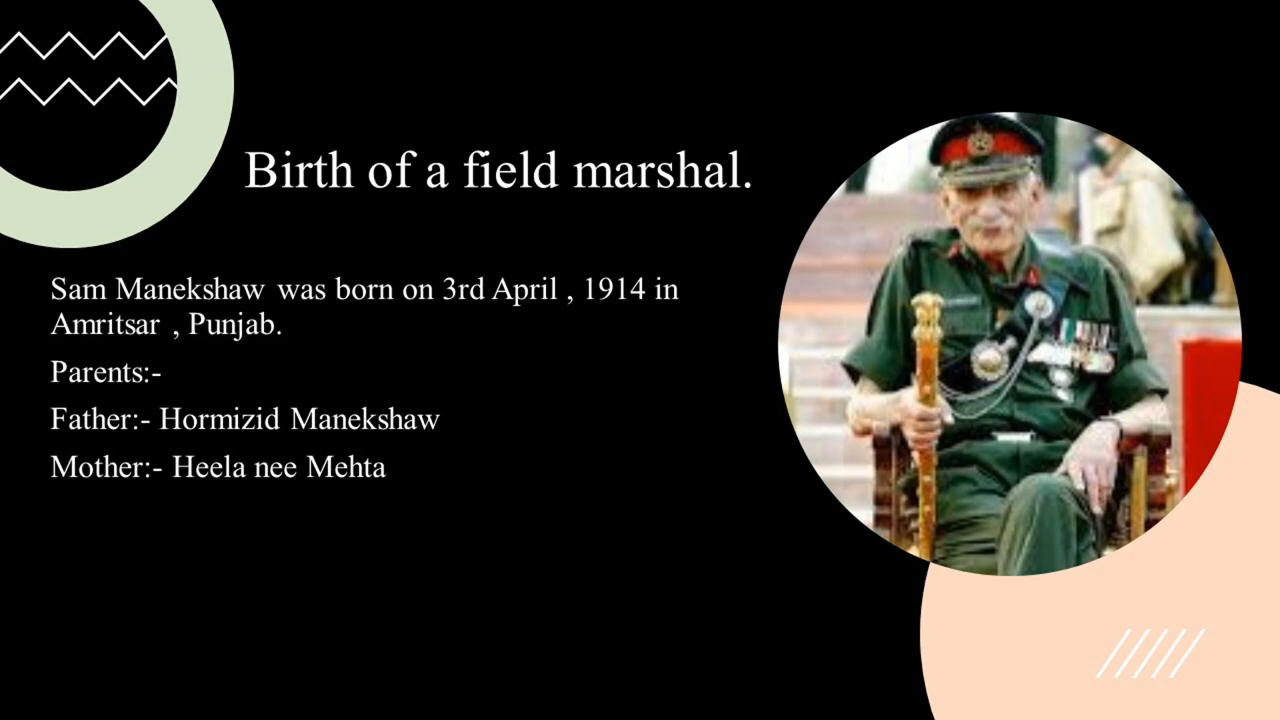 Birth of a field marshal.
Sam Manekshaw was born on 3rd April , 1914 in
Amritsar , Punjab.
Parents:-
Father:- Hormizid Manekshaw
Mother:- Heela nee Mehta